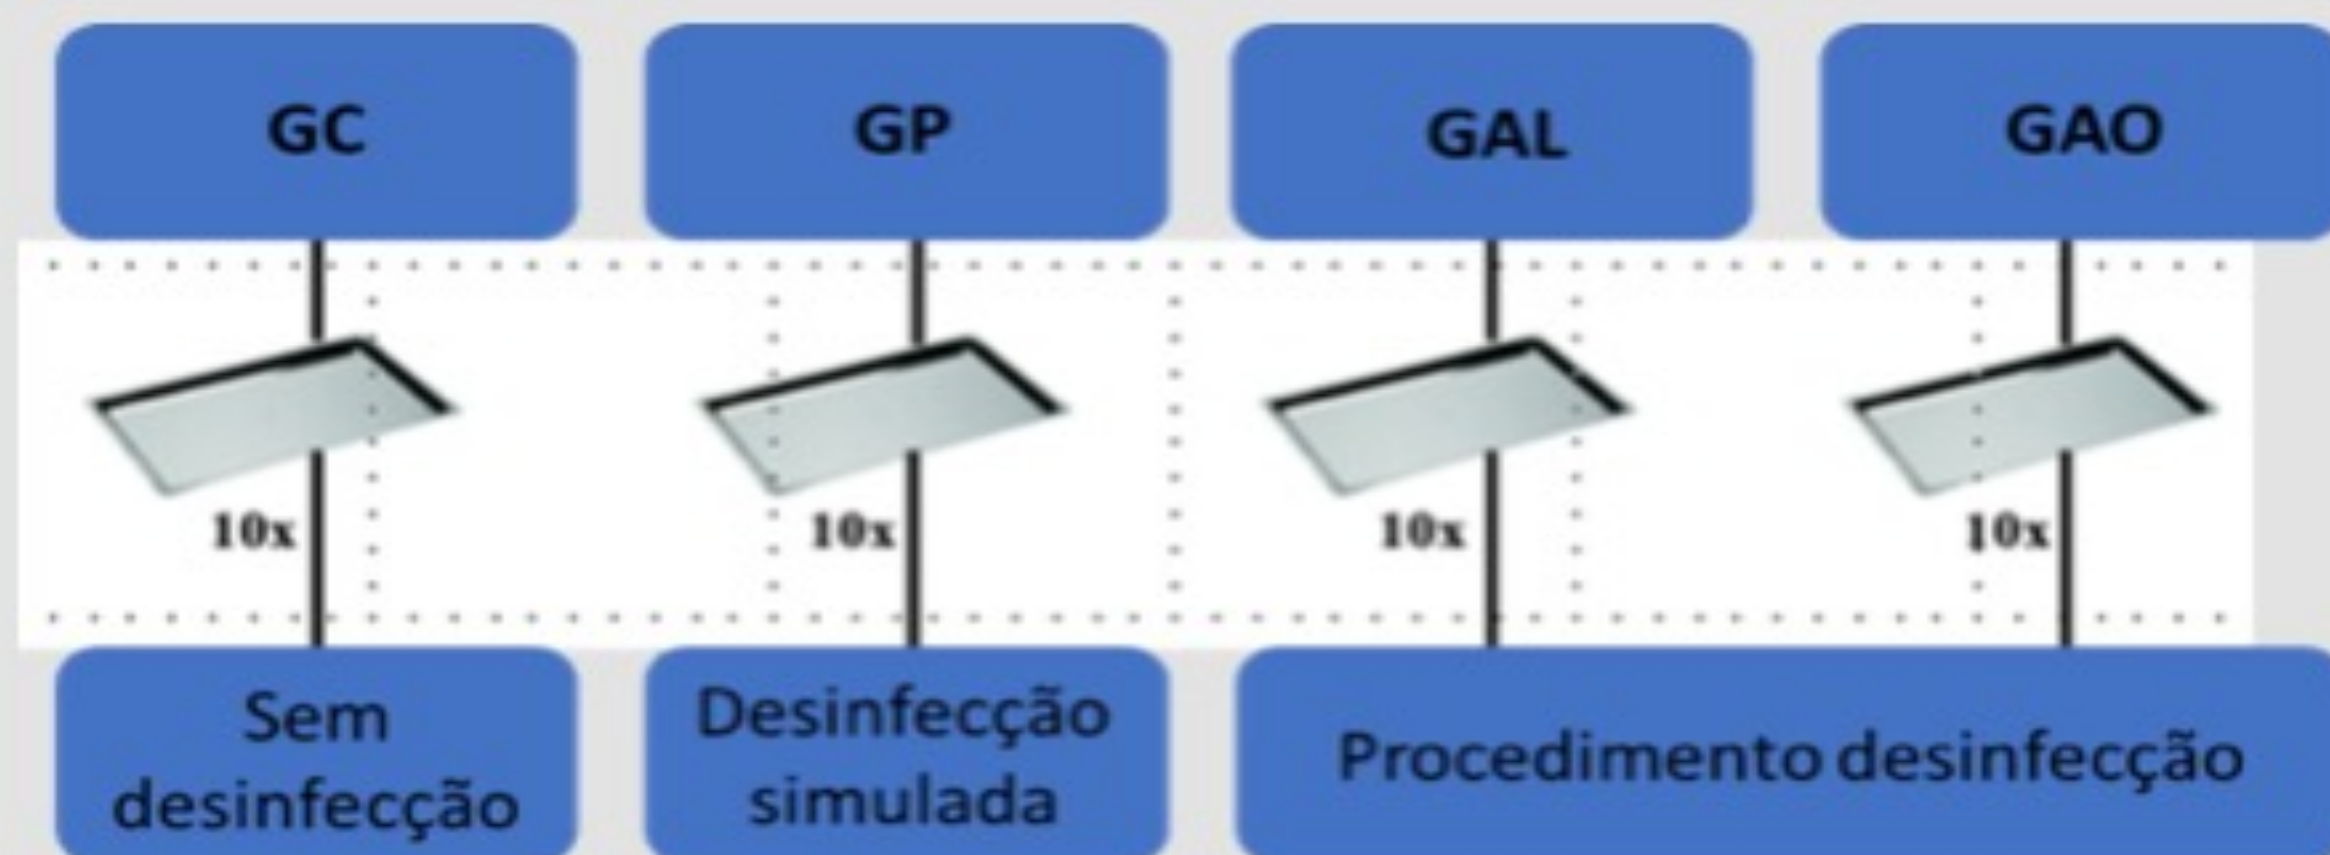 GC
GP
GAL
GAO
10x
10x
10x
10x
Sem
desinfecção
Desinfecção
simulada
Procedimento desinfecção